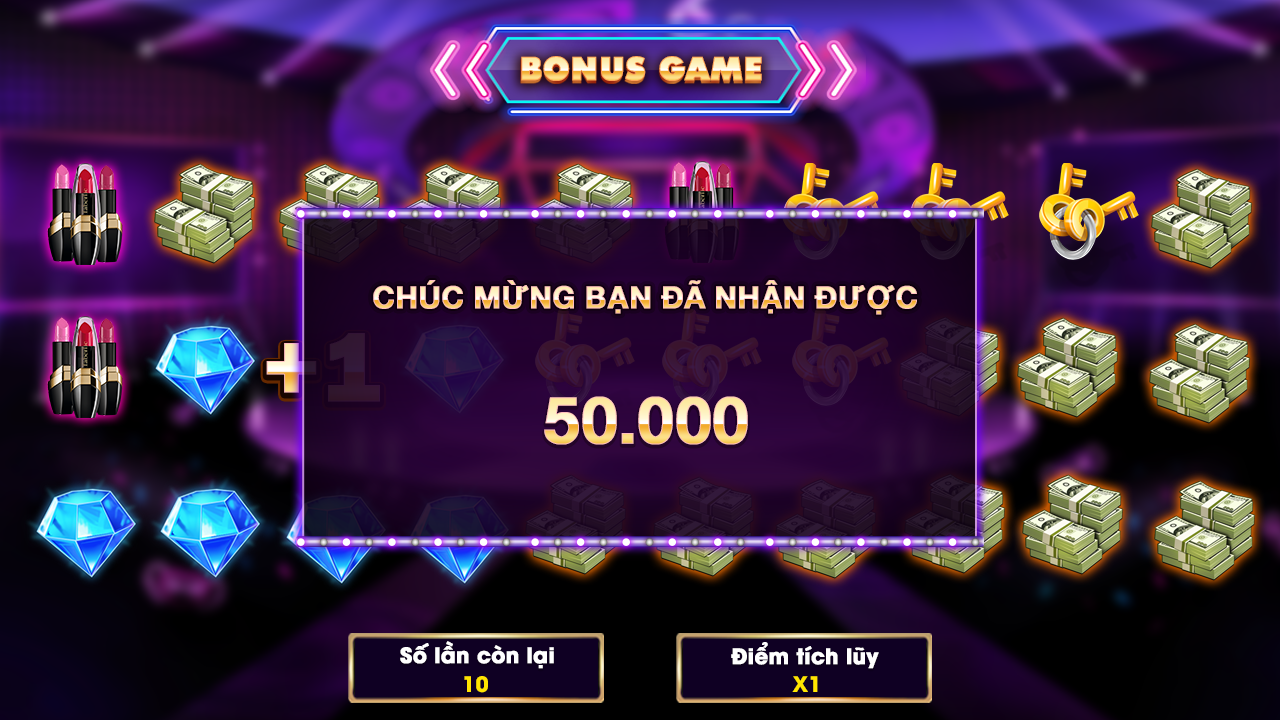 BONUS GAME
+1
CHÚC MỪNG BẠN ĐÃ NHẬN ĐƯỢC
50.000
Số lần còn lại
10
Điểm tích lũy
X1